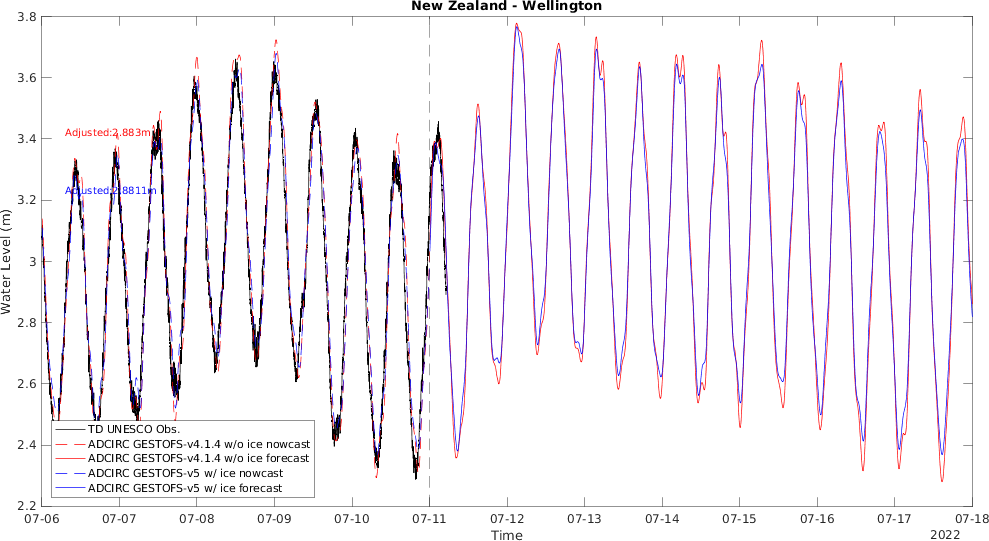 New Zealand - Wellington
Water Level (m)
3.8
3.6
3.4
3.2
3
2.8
2.6
2.4
2.2
Adjusted:2.883m
Adjusted:2.8811m
TD UNESCO Obs.
ADCIRC GESTOFS-v4.1.4 w/o ice nowcast
ADCIRC GESTOFS-v4.1.4 w/o ice forecast
ADCIRC GESTOFS-v5 w/ ice nowcast
ADCIRC GESTOFS-v5 w/ ice forecast
07-06 07-07 07-08 07-09 07-10 07-11 07-12 07-13 07-14 07-15 07-16 07-17 07-18
Time
2022